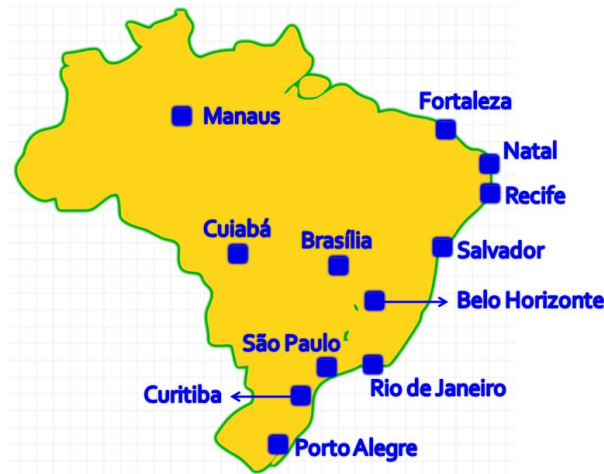 Fortaleza
Manaus
Natal
Recife
Cuiabá
Brasília
Salvador
Belo Horizonte
São Paulo
Rio de Janeiro
Curitiba
Porto Alegre